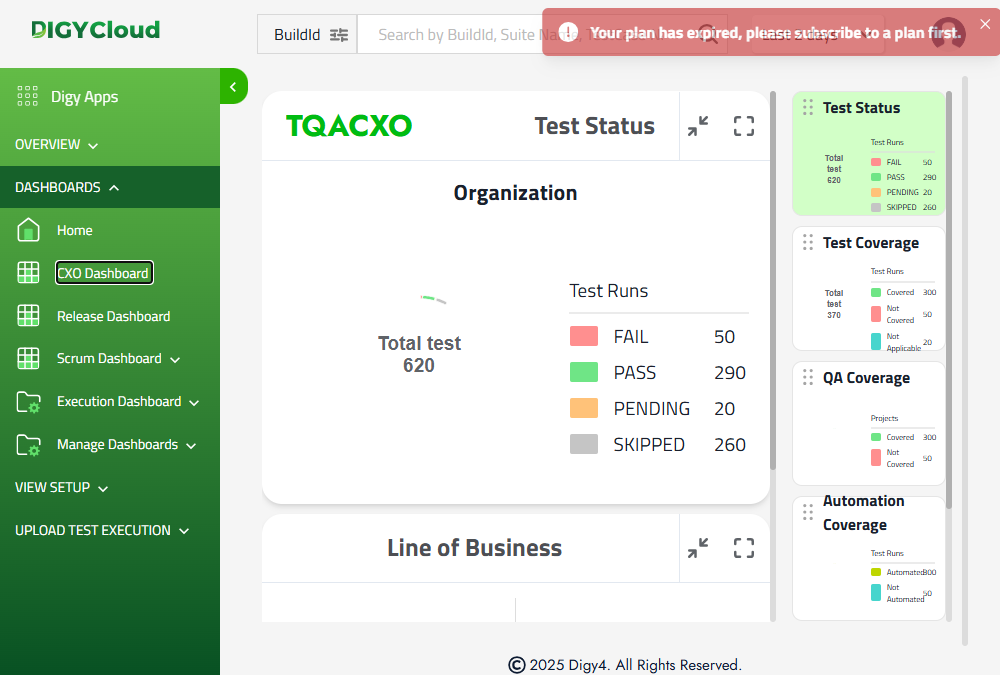 DIGYCloud
BuildId
Search by BuildId, Suite Na
Your plan has expired, please subscribe to a plan first.
Digy Apps
OVERVIEW
DASHBOARDS
Home
CXO Dashboard
Release Dashboard
Scrum Dashboard
Execution Dashboard
Manage Dashboards
VIEW SETUP
UPLOAD TEST EXECUTION
TQACXO
Test Status
Organization
Total test
620
Test Runs
FAIL 50
PASS 290
PENDING 20
SKIPPED 260
Line of Business
Test Status
Test Runs
Total
test
620
FAIL 50
PASS 290
PENDING 20
SKIPPED 260
Test Coverage
Test Runs
Total
test
370
Covered 300
Not
Covered 50
Not
Applicable 20
QA Coverage
Projects
Covered 300
Not
Covered 50
Automation
Coverage
Test Runs
Automated 300
Not
Automated 50
© 2025 Digy4. All Rights Reserved.